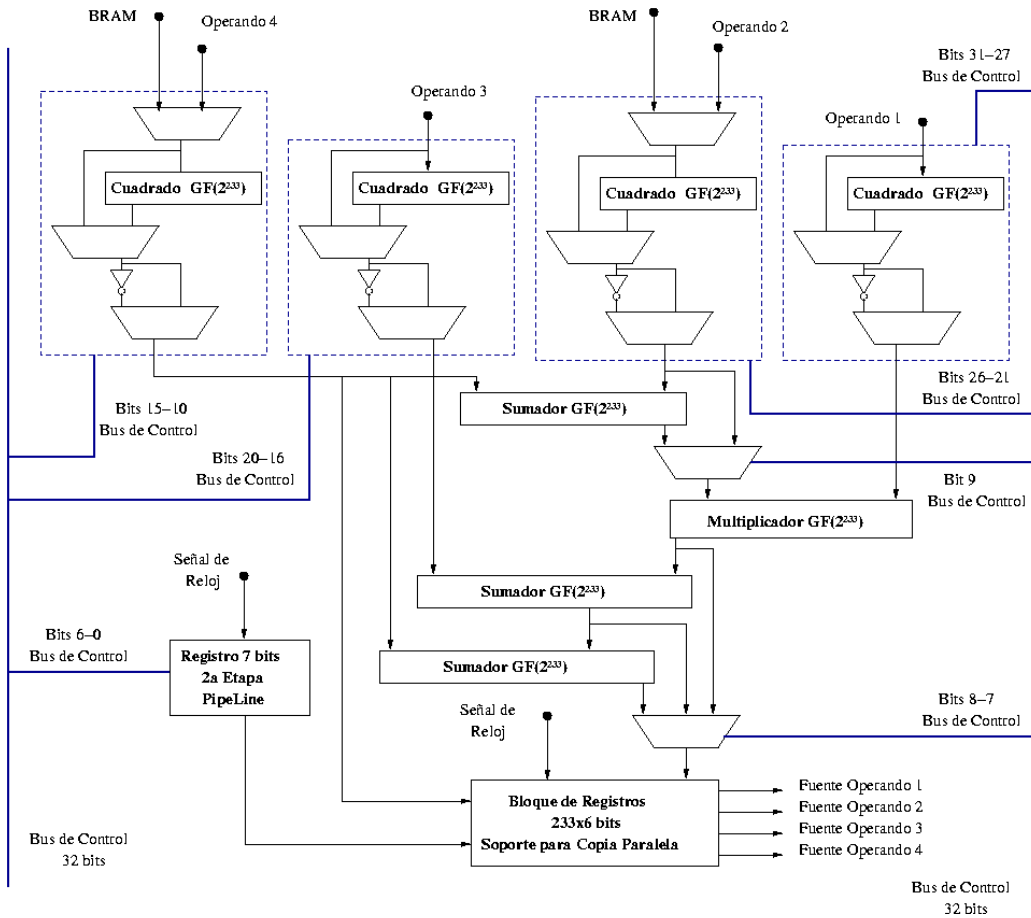 BRAM
Operando 4
BRAM
Operando 2
Bits 31–27
Bus de Control
Operando 3
Operando 1
Cuadrado GF(2^233)
Cuadrado GF(2^233)
Cuadrado GF(2^233)
Cuadrado GF(2^233)
Bits 15–10
Bus de Control
Bits 26–21
Bus de Control
Sumador GF(2^233)
Bits 20–16
Bus de Control
Bit 9
Bus de Control
Multiplicador GF(2^233)
Señal de
Reloj
Sumador GF(2^233)
Bits 6–0
Bus de Control
Registro 7 bits
2a Etapa
PipeLine
Sumador GF(2^233)
Señal de
Reloj
Bits 8–7
Bus de Control
Bloque de Registros
233x6 bits
Soporte para Copia Paralela
Fuente Operando 1
Fuente Operando 2
Fuente Operando 3
Fuente Operando 4
Bus de Control
32 bits
Bus de Control
32 bits